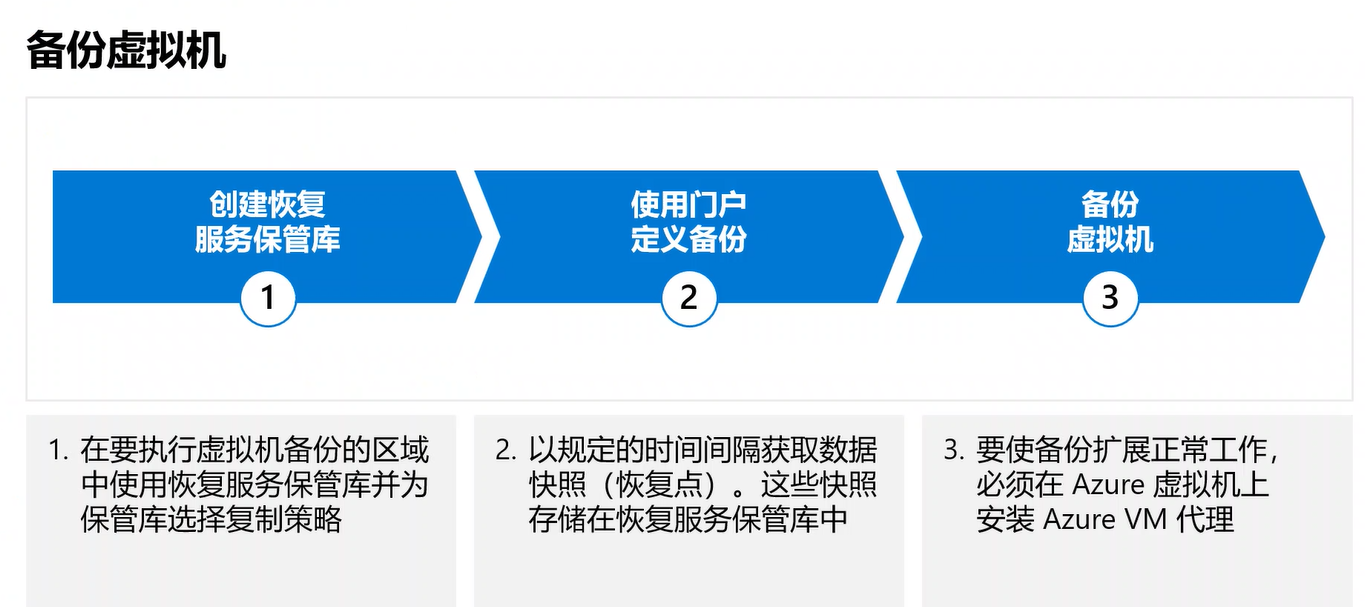 备份虚拟机
创建恢复
服务保管库
1
使用门户
定义备份
2
备份
虚拟机
3
1. 在要执行虚拟机备份的区域
中使用恢复服务保管库并为
保管库选择复制策略
2. 以规定的时间间隔获取数据
快照（恢复点）。这些快照
存储在恢复服务保管库中
3. 要使备份扩展正常工作，
必须在 Azure 虚拟机上
安装 Azure VM 代理